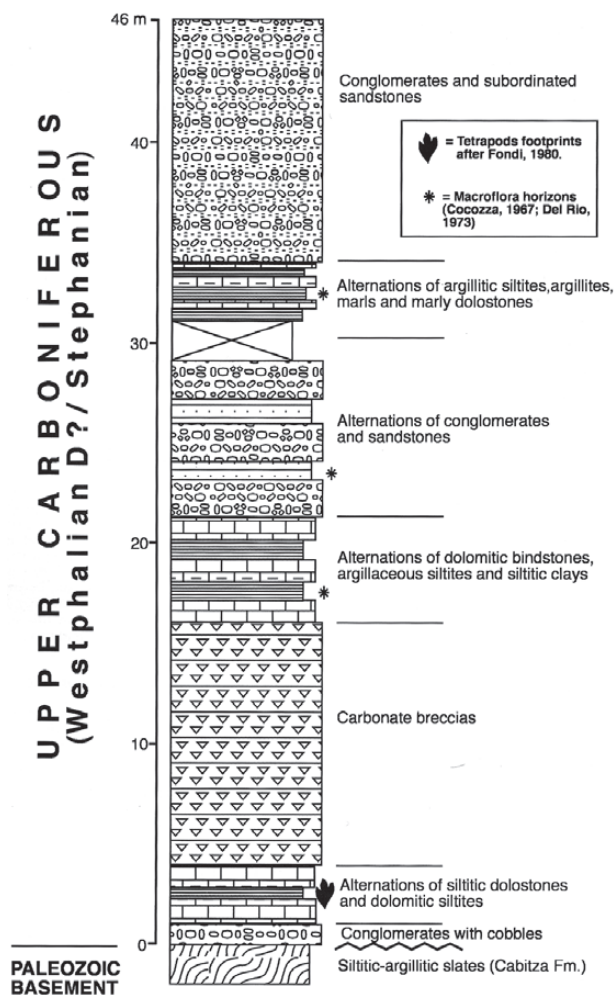 46 m
Conglomerates and subordinated
sandstones
= Tetrapods footprints
after Fondi, 1980.
= Macroflora horizons
(Cocozza, 1967; Del Rio,
1973)
40
Alternations of argillitic siltites,argillites,
marls and marly dolostones
30
Alternations of conglomerates
and sandstones
20
Alternations of dolomitic bindstones,
argillaceous siltites and siltitic clays
Carbonate breccias
10
Alternations of siltitic dolostones
and dolomitic siltites
Conglomerates with cobbles
0
Siltitic-argillitic slates (Cabitza Fm.)
UPPER CARBONIFEROUS
(Westphalian D?/Stephanian)
PALEOZOIC
BASEMENT